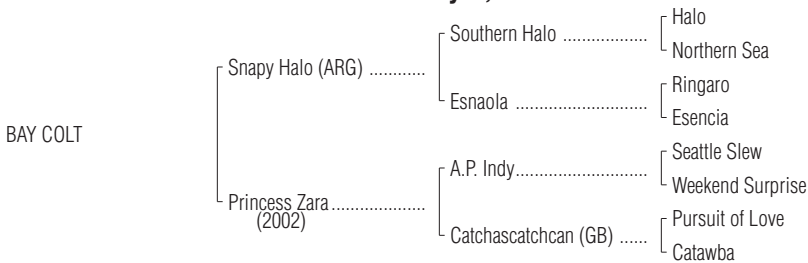 Halo
Southern Halo ..................
Northern Sea
Snapy Halo (ARG) ............
Ringaro
Esnaola ............................
Esencia
BAY COLT
Seattle Slew
A.P. Indy............................
Weekend Surprise
Princess Zara....................
(2002)
Pursuit of Love
Catchascatchcan (GB) ......
Catawba